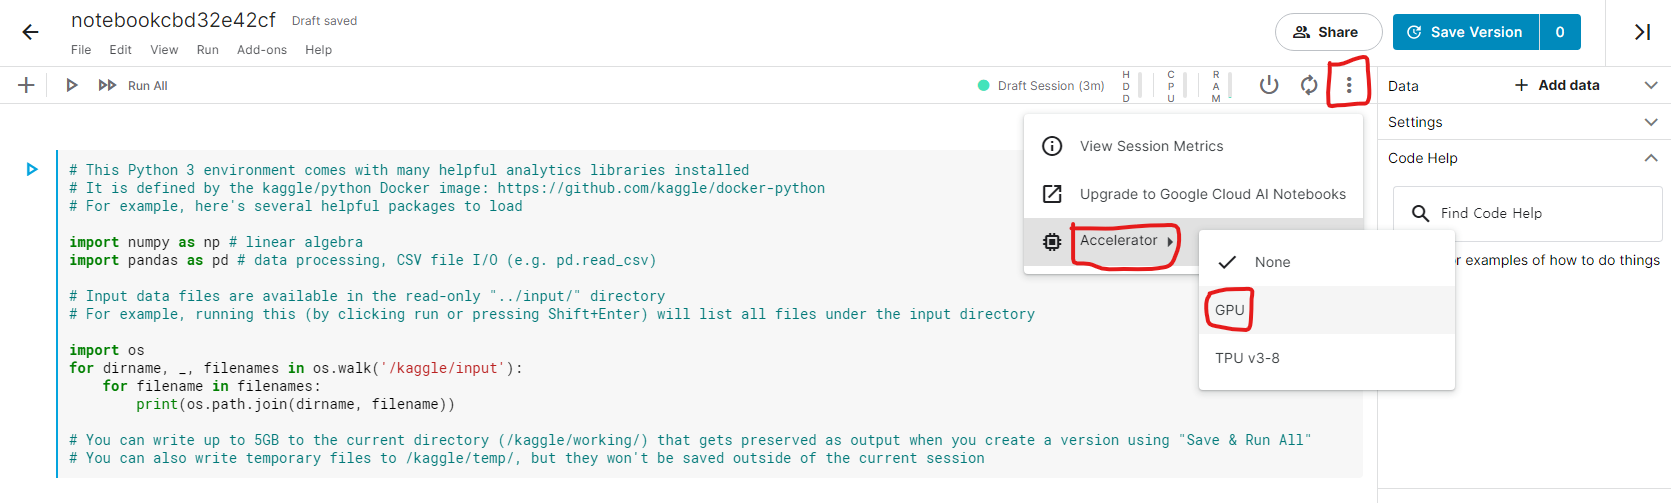 notebookcbd32e42cf Draft saved
File Edit View Run Add-ons Help
Share
Save Version 0
Run All
Draft Session (3m)
HDD
CPU
RAM
Data
Add data
Settings
Code Help
Find Code Help
or examples of how to do things
View Session Metrics
Upgrade to Google Cloud AI Notebooks
Accelerator
None
GPU
TPU v3-8
# This Python 3 environment comes with many helpful analytics libraries installed
# It is defined by the kaggle/python Docker image: https://github.com/kaggle/docker-python
# For example, here's several helpful packages to load
import numpy as np # linear algebra
import pandas as pd # data processing, CSV file I/O (e.g. pd.read_csv)
# Input data files are available in the read-only "../input/" directory
# For example, running this (by clicking run or pressing Shift+Enter) will list all files under the input directory
import os
for dirname, _, filenames in os.walk('/kaggle/input'):
    for filename in filenames:
        print(os.path.join(dirname, filename))
# You can write up to 5GB to the current directory (/kaggle/working/) that gets preserved as output when you create a version using "Save & Run All"
# You can also write temporary files to /kaggle/temp/, but they won't be saved outside of the current session